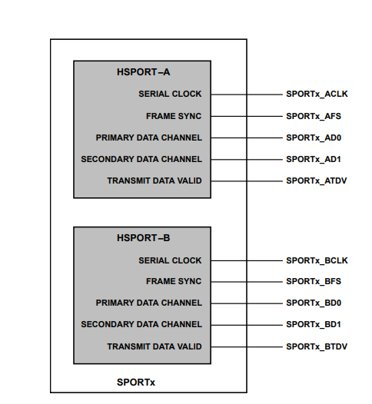 HSPORT–A
SERIAL CLOCK SPORTx_ACLK
FRAME SYNC SPORTx_AFS
PRIMARY DATA CHANNEL SPORTx_AD0
SECONDARY DATA CHANNEL SPORTx_AD1
TRANSMIT DATA VALID SPORTx_ATDV
HSPORT–B
SERIAL CLOCK SPORTx_BCLK
FRAME SYNC SPORTx_BFS
PRIMARY DATA CHANNEL SPORTx_BD0
SECONDARY DATA CHANNEL SPORTx_BD1
TRANSMIT DATA VALID SPORTx_BTDV
SPORTx